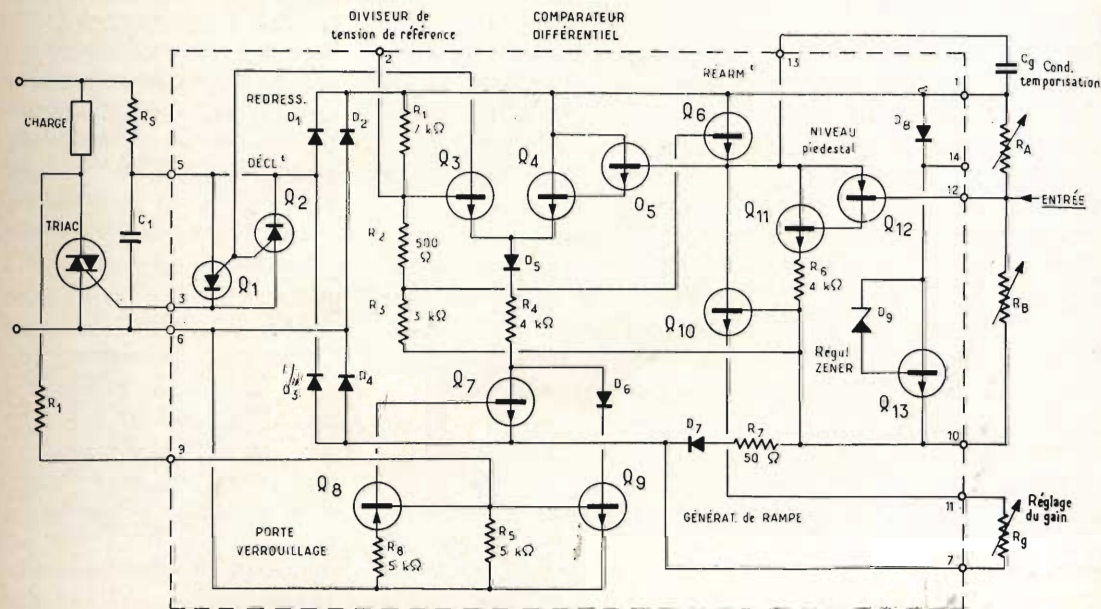 DIVISEUR de
tension de référence
COMPARATEUR
DIFFÉRENTIEL
2
13
RÉARM.t
Cg Cond.
temporisation
1
REDRESS.
D1
D2
R1
7 kΩ
Q6
D8
NIVEAU
piedestal
RA
RS
CHARGE
5
DÉCL.t
Q2
Q3
Q4
Q5
14
12
ENTRÉE
Q11
Q12
C1
TRIAC
R2
500
Ω
D5
R6
4 kΩ
Q1
3
6
R3
3 kΩ
R4
4 kΩ
Q10
D9
RB
Régul.
ZENER
D3
D4
Q7
D6
Q13
R1
D7
R7
50 Ω
10
9
Q8
Q9
11
Réglage
du gain
Rg
GÉNÉRAT. de RAMPE
PORTE
VERROUILLAGE
R8
5 kΩ
R5
5 kΩ
7